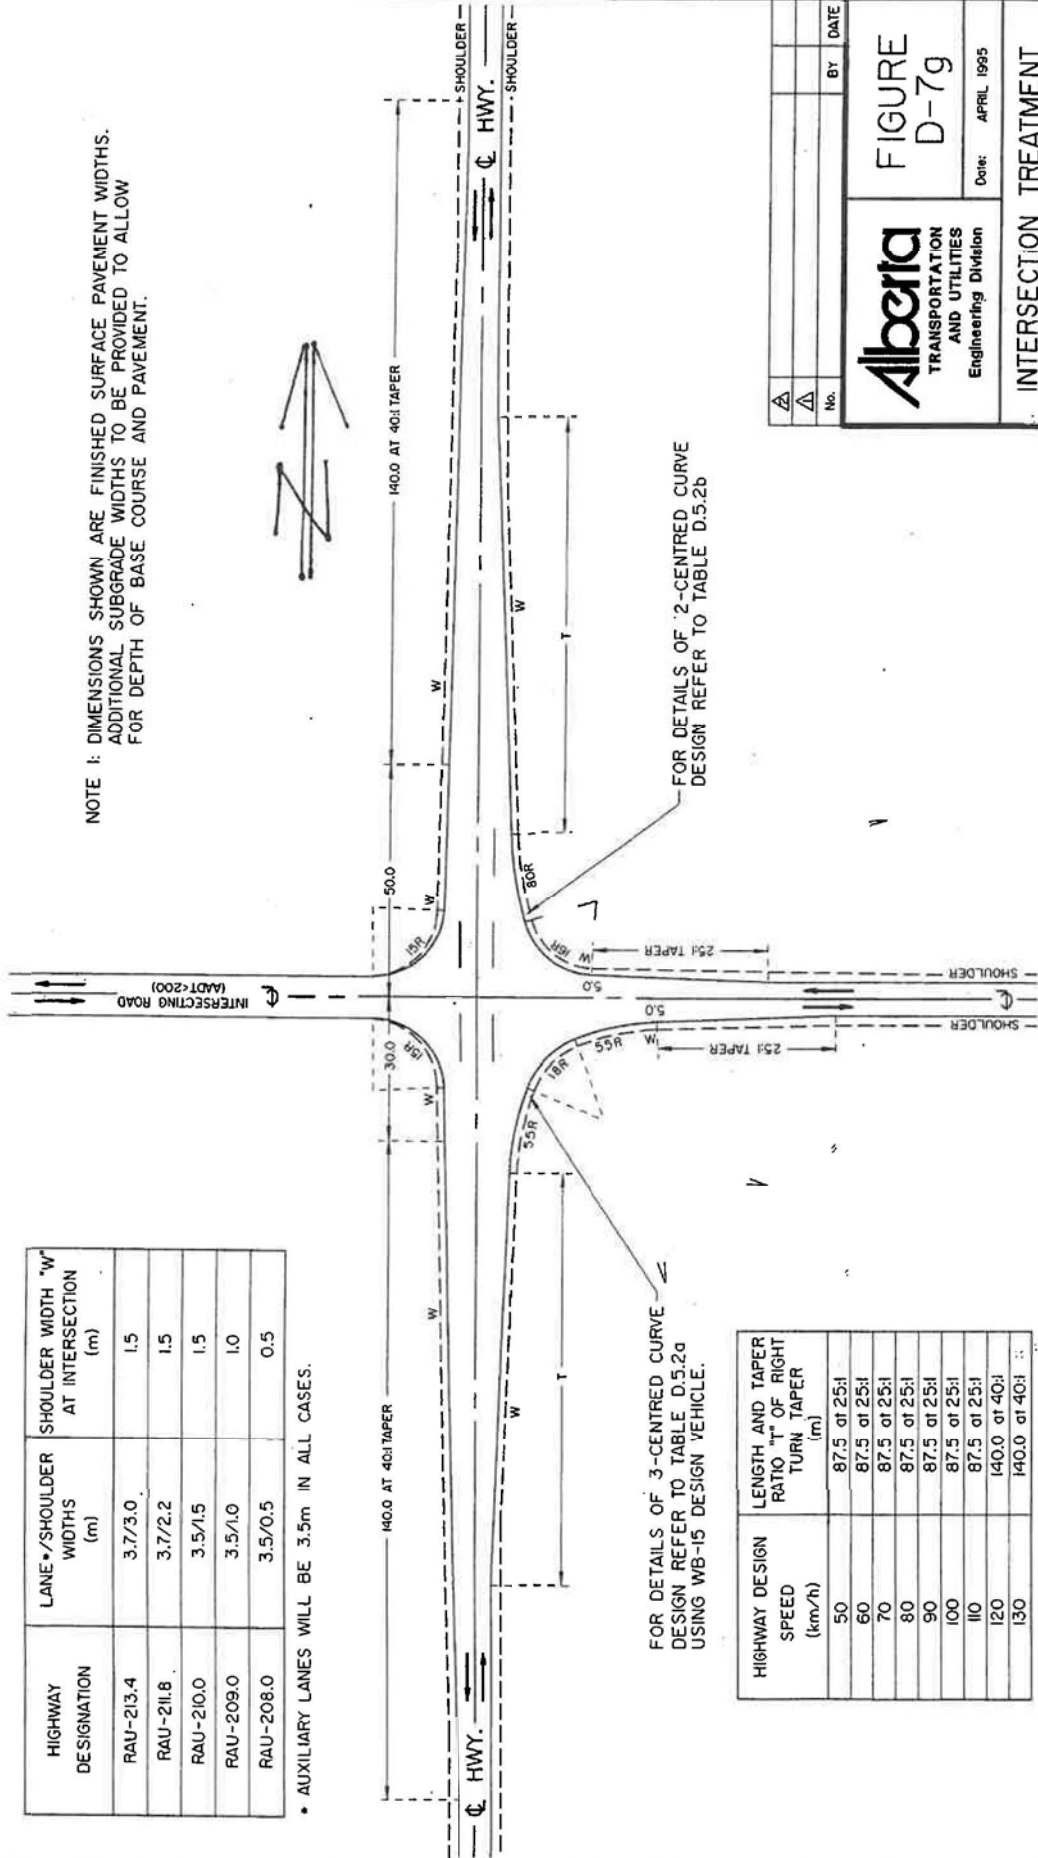 HIGHWAY DESIGNATION
LANE*/SHOULDER WIDTHS (m)
SHOULDER WIDTH "W" AT INTERSECTION (m)
RAU-213.4 3.7/3.0 1.5
RAU-211.8 3.7/2.2 1.5
RAU-210.0 3.5/1.5 1.5
RAU-209.0 3.5/1.0 1.0
RAU-208.0 3.5/0.5 0.5
* AUXILIARY LANES WILL BE 3.5m IN ALL CASES.
NOTE 1: DIMENSIONS SHOWN ARE FINISHED SURFACE PAVEMENT WIDTHS.
ADDITIONAL SUBGRADE WIDTHS TO BE PROVIDED TO ALLOW
FOR DEPTH OF BASE COURSE AND PAVEMENT.
N
INTERSECTING ROAD
(AADT<200)
℄
140.0 AT 40:1 TAPER
30.0
50.0
140.0 AT 40:1 TAPER
15R
15R
W
W
W
W
SHOULDER
℄ HWY.
℄ HWY.
SHOULDER
W
W
T
T
55R
18R
55R
W
80R
16R
W
5.0
5.0
25:1 TAPER
25:1 TAPER
SHOULDER
SHOULDER
℄
FOR DETAILS OF 3-CENTRED CURVE
DESIGN REFER TO TABLE D.5.2a
USING WB-15 DESIGN VEHICLE.
FOR DETAILS OF 2-CENTRED CURVE
DESIGN REFER TO TABLE D.5.2b
HIGHWAY DESIGN SPEED (km/h)
LENGTH AND TAPER RATIO "T" OF RIGHT TURN TAPER (m)
50 87.5 at 25:1
60 87.5 at 25:1
70 87.5 at 25:1
80 87.5 at 25:1
90 87.5 at 25:1
100 87.5 at 25:1
110 87.5 at 25:1
120 140.0 at 40:1
130 140.0 at 40:1
2
1
No. BY DATE
Alberta
TRANSPORTATION
AND UTILITIES
Engineering Division
FIGURE
D-7g
Date: APRIL 1995
INTERSECTION TREATMENT